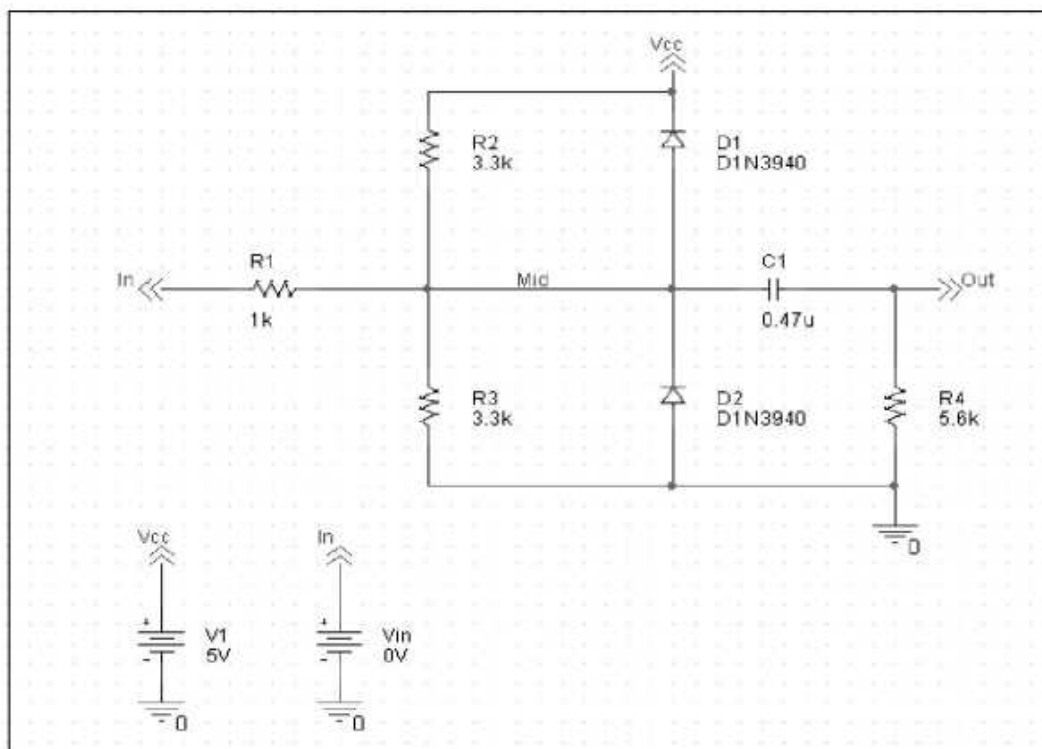 Vcc
R2
3.3k
D1
D1N3940
In
R1
1k
Mid
C1
0.47u
Out
R3
3.3k
D2
D1N3940
R4
5.6k
0
Vcc
In
+
V1
5V
-
0
+
Vin
0V
-
0